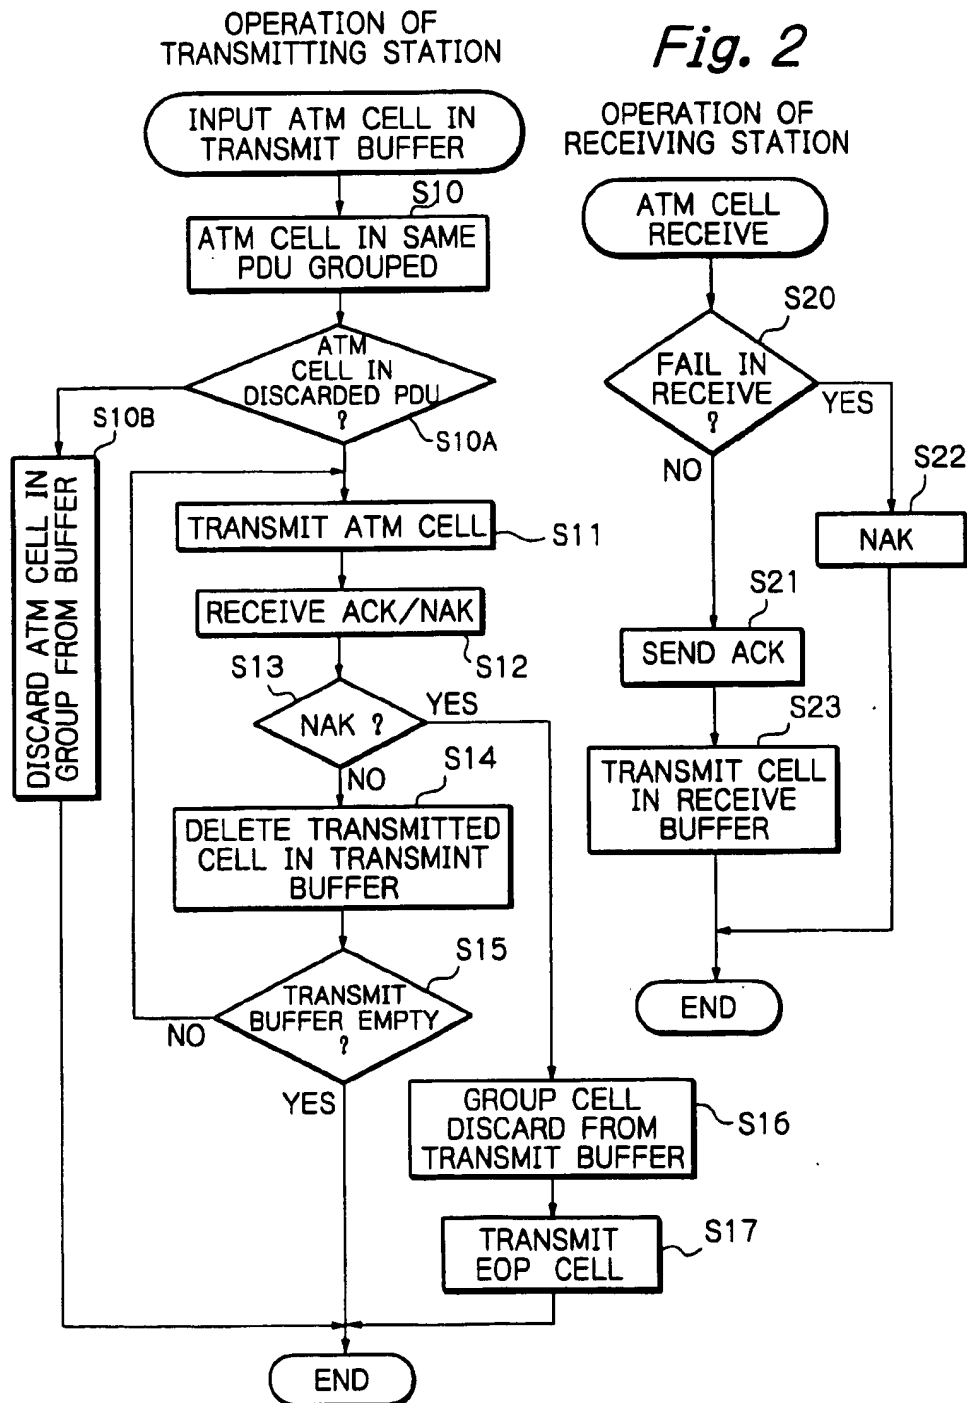 OPERATION OF
TRANSMITTING STATION
Fig. 2
INPUT ATM CELL IN
TRANSMIT BUFFER
S10
ATM CELL IN SAME
PDU GROUPED
ATM
CELL IN
DISCARDED PDU
?
S10A
S10B
DISCARD ATM CELL IN
GROUP FROM BUFFER
TRANSMIT ATM CELL
S11
RECEIVE ACK/NAK
S12
S13
NAK ?
YES
NO
S14
DELETE TRANSMITTED
CELL IN TRANSMINT
BUFFER
S15
TRANSMIT
BUFFER EMPTY
?
NO
YES
GROUP CELL
DISCARD FROM
TRANSMIT BUFFER
S16
TRANSMIT
EOP CELL
S17
END
OPERATION OF
RECEIVING STATION
ATM CELL
RECEIVE
S20
FAIL IN
RECEIVE
?
YES
NO
S22
NAK
S21
SEND ACK
S23
TRANSMIT CELL
IN RECEIVE
BUFFER
END